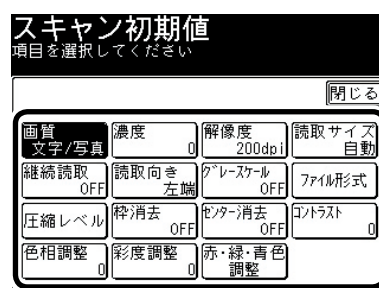 スキャン初期値
項目を選択してください
閉じる
画質
文字/写真
濃度
0
解像度
200dpi
読取サイズ
自動
継続読取
OFF
読取向き
左端
グレースケール
OFF
ファイル形式
圧縮レベル
枠消去
OFF
センター消去
OFF
コントラスト
0
色相調整
0
彩度調整
0
赤・緑・青色
調整